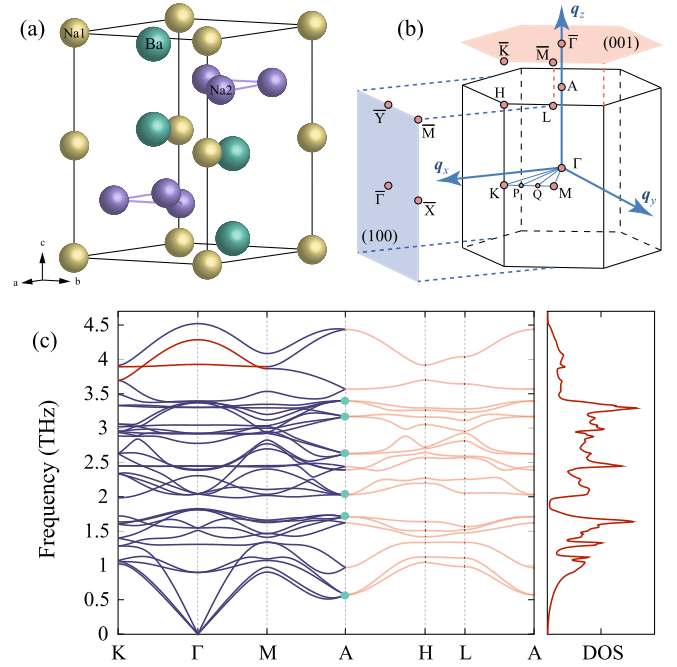 (a)
Na1
Ba
Na2
c
a
b
(b)
q_z
Γ̅
(001)
K̅
M̅
A
H
L
Y̅
M̅
q_x
Γ
K
P
Q
M
Γ̅
X̅
q_y
(100)
(c)
Frequency (THz)
4.5
4
3.5
3
2.5
2
1.5
1
0.5
0
K
Γ
M
A
H
L
A
DOS